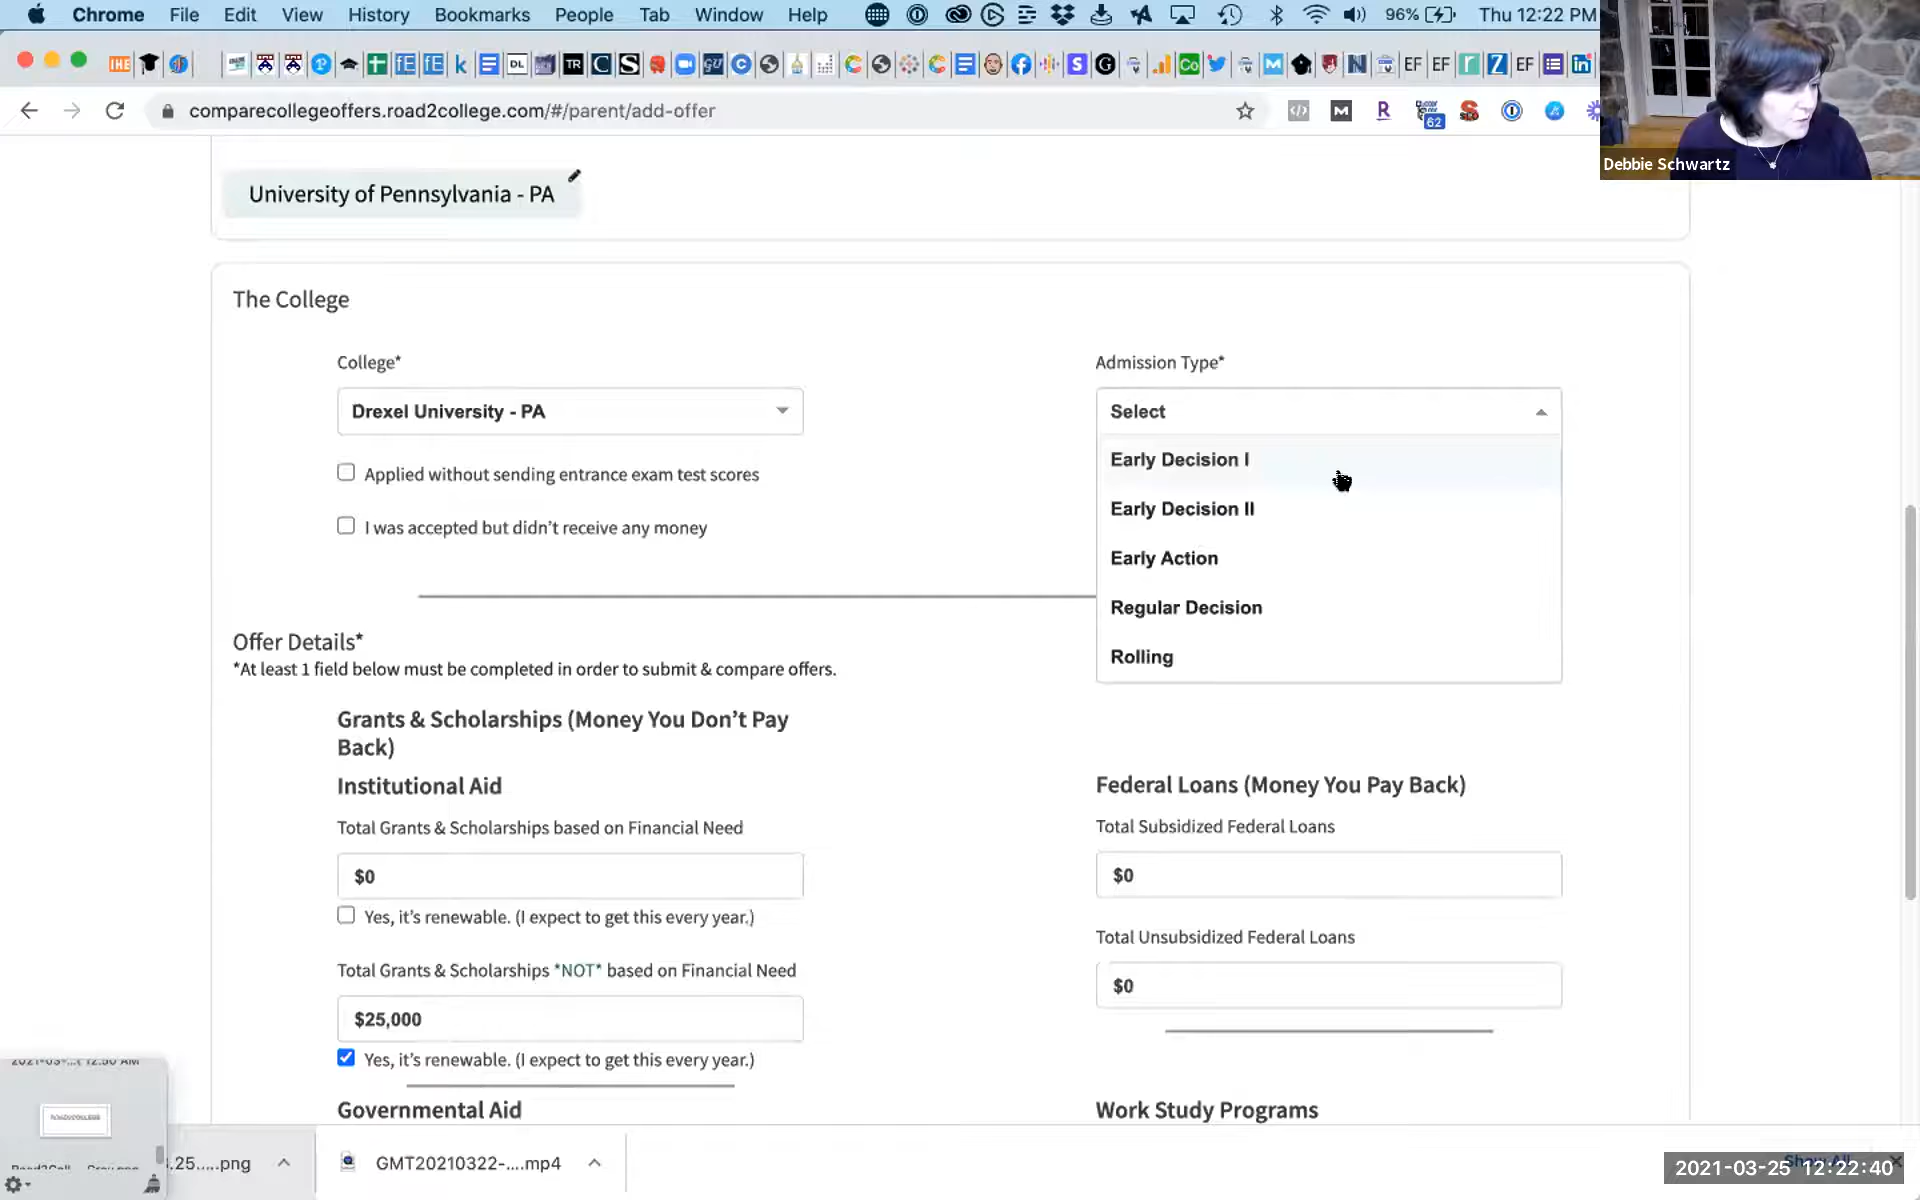 Chrome File Edit View History Bookmarks People Tab Window Help 96% Thu 12:22 PM
comparecollegeoffers.road2college.com/#/parent/add-offer
62
Debbie Schwartz
University of Pennsylvania - PA
The College
College*
Admission Type*
Drexel University - PA
Select
Applied without sending entrance exam test scores
I was accepted but didn't receive any money
Early Decision I
Early Decision II
Early Action
Regular Decision
Rolling
Offer Details*
*At least 1 field below must be completed in order to submit & compare offers.
Grants & Scholarships (Money You Don't Pay
Back)
Institutional Aid
Federal Loans (Money You Pay Back)
Total Grants & Scholarships based on Financial Need
Total Subsidized Federal Loans
$0
$0
Yes, it's renewable. (I expect to get this every year.)
Total Unsubsidized Federal Loans
Total Grants & Scholarships *NOT* based on Financial Need
$0
$25,000
Yes, it's renewable. (I expect to get this every year.)
Governmental Aid
Work Study Programs
.25.....png
GMT20210322-....mp4
Show All
2021-03-25 12:22:40